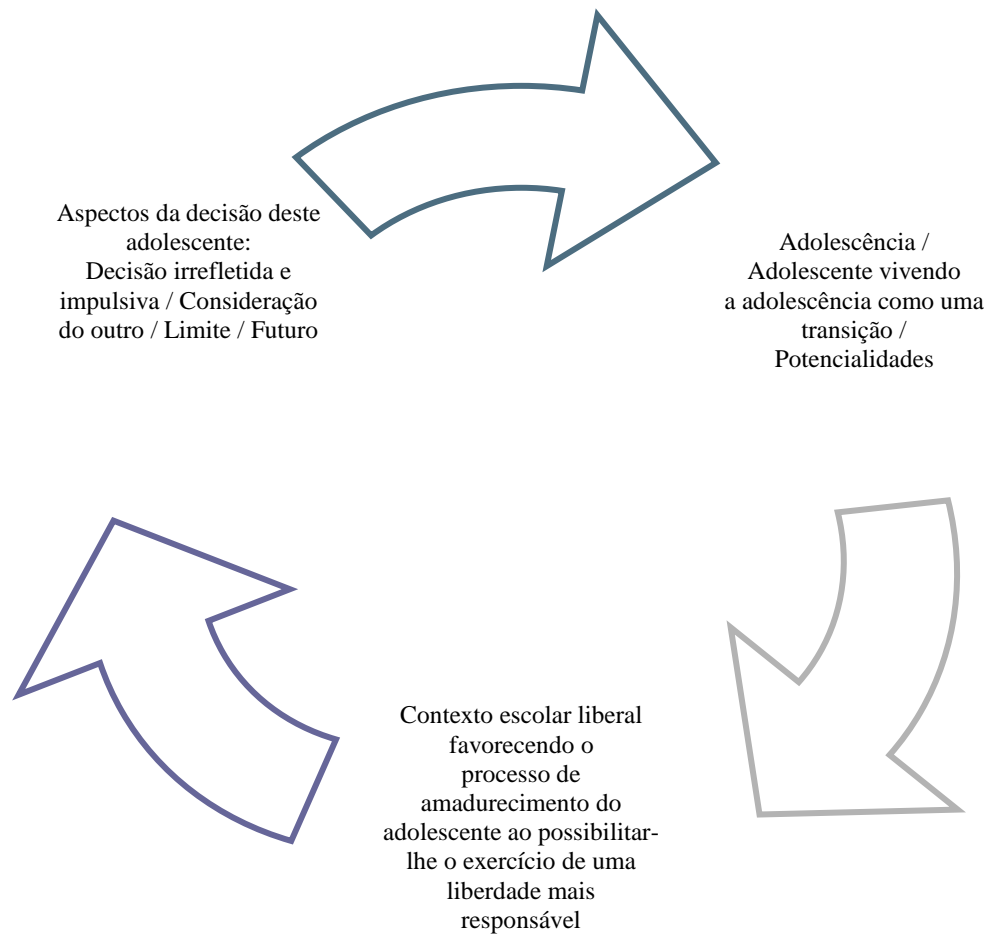 Aspectos da decisão deste
adolescente:
Decisão irrefletida e
impulsiva / Consideração
do outro / Limite / Futuro
Adolescência /
Adolescente vivendo
a adolescência como uma
transição /
Potencialidades
Contexto escolar liberal
favorecendo o
processo de
amadurecimento do
adolescente ao possibilitar-
lhe o exercício de uma
liberdade mais
responsável